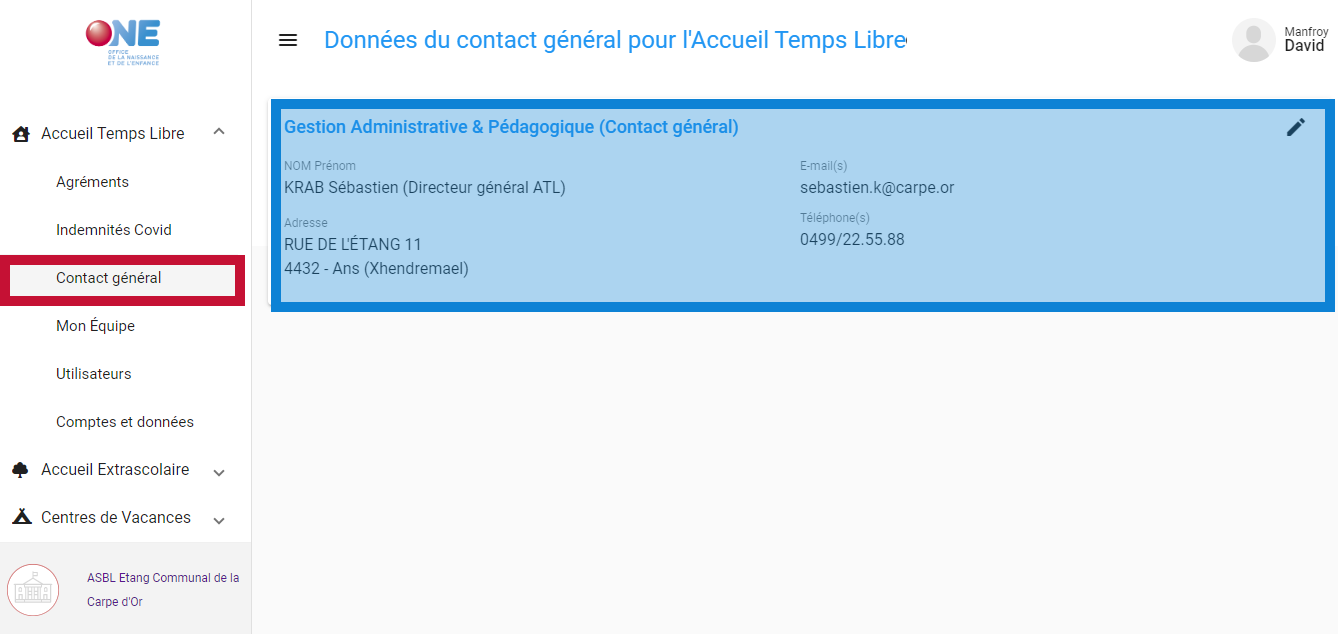 ONE
OFFICE
DE LA NAISSANCE
ET DE L'ENFANCE
Données du contact général pour l'Accueil Temps Libre
Manfroy
David
Accueil Temps Libre
Agréments
Indemnités Covid
Contact général
Mon Équipe
Utilisateurs
Comptes et données
Accueil Extrascolaire
Centres de Vacances
ASBL Etang Communal de la
Carpe d'Or
Gestion Administrative & Pédagogique (Contact général)
NOM Prénom
KRAB Sébastien (Directeur général ATL)
Adresse
RUE DE L'ÉTANG 11
4432 - Ans (Xhendremael)
E-mail(s)
sebastien.k@carpe.or
Téléphone(s)
0499/22.55.88